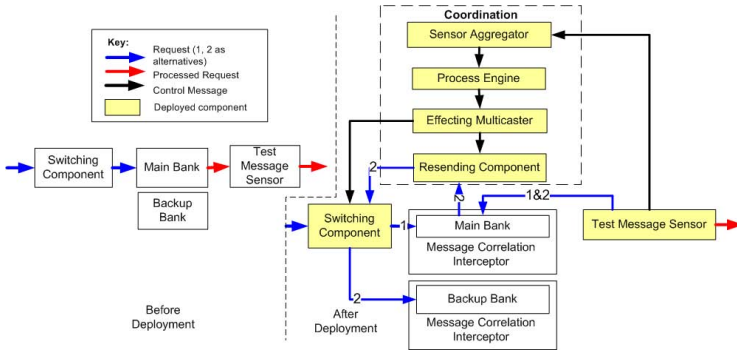 Key:
Request (1, 2 as
alternatives)
Processed Request
Control Message
Deployed component
Switching
Component
Main Bank
Test
Message
Sensor
Backup
Bank
Before
Deployment
Coordination
Sensor Aggregator
Process Engine
Effecting Multicaster
Resending Component
2
2
1&2
Switching
Component
1
Main Bank
Message Correlation
Interceptor
Test Message Sensor
2
Backup Bank
Message Correlation
Interceptor
After
Deployment